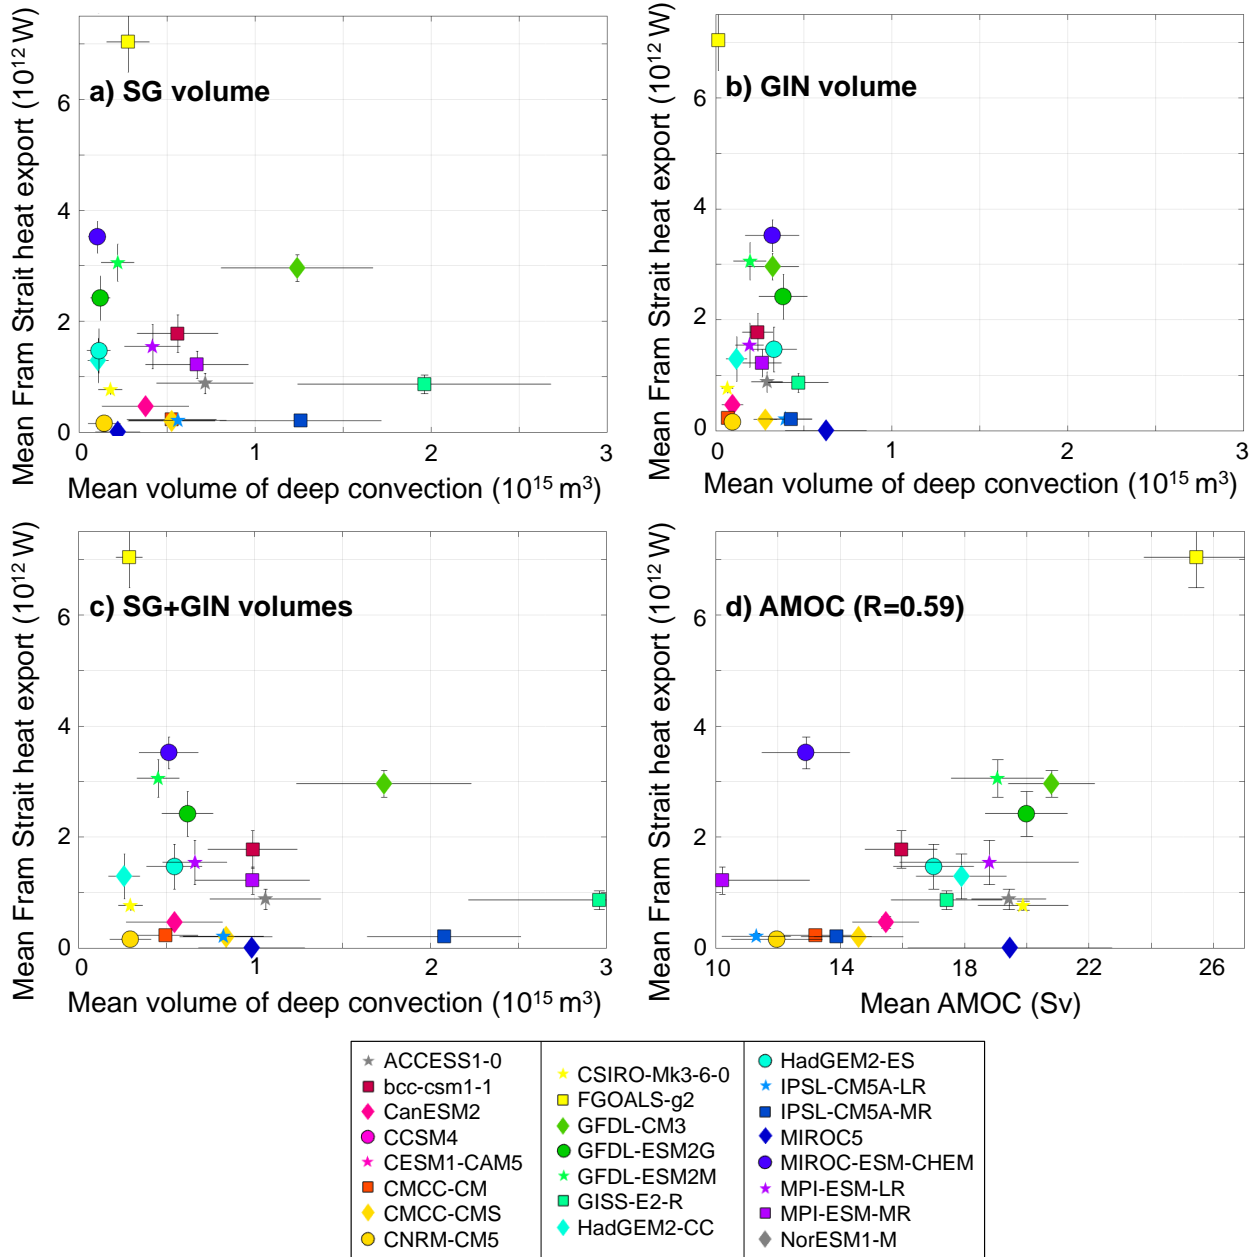 Mean Fram Strait heat export (10¹² W)
6
4
2
0
a) SG volume
0
1
2
3
Mean volume of deep convection (10¹⁵ m³)
Mean Fram Strait heat export (10¹² W)
6
4
2
0
b) GIN volume
0
1
2
3
Mean volume of deep convection (10¹⁵ m³)
Mean Fram Strait heat export (10¹² W)
6
4
2
0
c) SG+GIN volumes
0
1
2
3
Mean volume of deep convection (10¹⁵ m³)
Mean Fram Strait heat export (10¹² W)
6
4
2
0
d) AMOC (R=0.59)
10
14
18
22
26
Mean AMOC (Sv)
ACCESS1-0
bcc-csm1-1
CanESM2
CCSM4
CESM1-CAM5
CMCC-CM
CMCC-CMS
CNRM-CM5
CSIRO-Mk3-6-0
FGOALS-g2
GFDL-CM3
GFDL-ESM2G
GFDL-ESM2M
GISS-E2-R
HadGEM2-CC
HadGEM2-ES
IPSL-CM5A-LR
IPSL-CM5A-MR
MIROC5
MIROC-ESM-CHEM
MPI-ESM-LR
MPI-ESM-MR
NorESM1-M